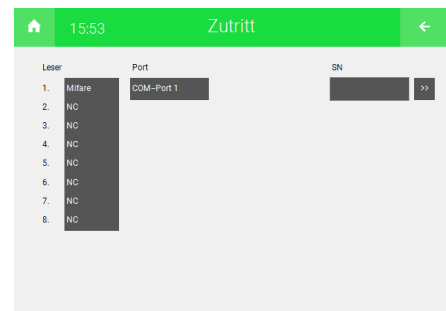 15:53 Zutritt
Leser Port SN
1. Mifare COM-Port 1 >>
2. NC
3. NC
4. NC
5. NC
6. NC
7. NC
8. NC